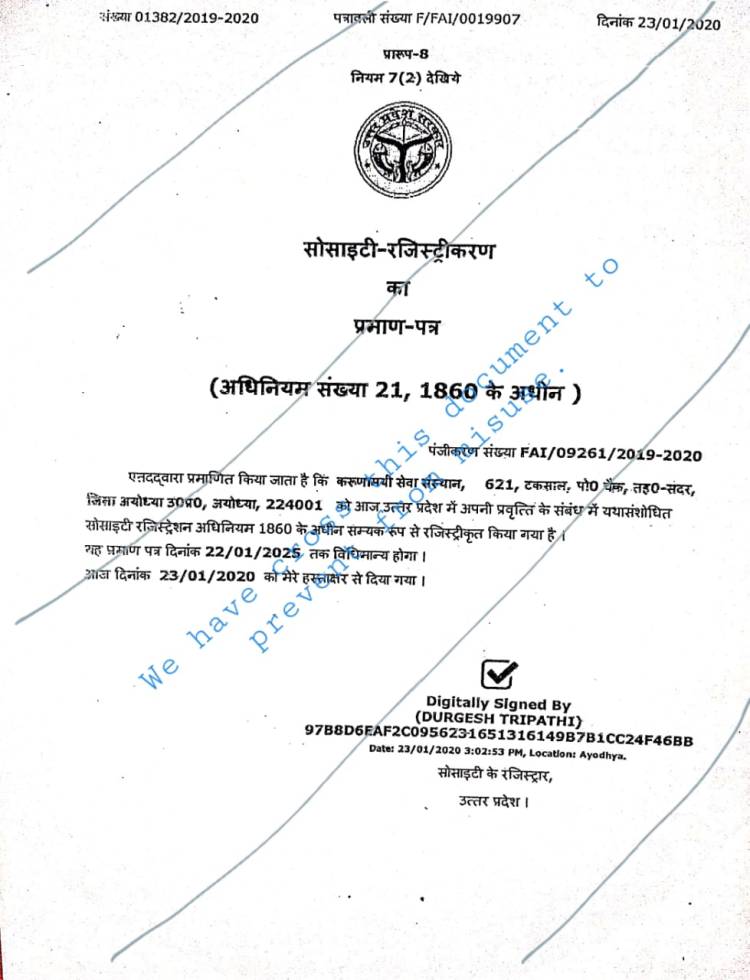 संख्या 01382/2019-2020 पत्रावली संख्या F/FAI/0019907 दिनांक 23/01/2020
प्रारूप-8
नियम 7(2) देखिये
उत्तर प्रदेश सरकार
सोसाइटी-रजिस्ट्रीकरण
का
प्रमाण-पत्र
(अधिनियम संख्या 21, 1860 के अधीन )
पंजीकरण संख्या FAI/09261/2019-2020
एतदद्वारा प्रमाणित किया जाता है कि करूणामयी सेवा संस्थान, 621, टकसाल, पो0 चैक, तह0-सदर,
जिला अयोध्या उ0प्र0, अयोध्या, 224001 को आज उत्तर प्रदेश में अपनी प्रवृत्ति के संबंध में यथासंशोधित
सोसाइटी रजिस्ट्रेशन अधिनियम 1860 के अधीन सम्यक रूप से रजिस्ट्रीकृत किया गया है ।
यह प्रमाण पत्र दिनांक 22/01/2025 तक विधिमान्य होगा ।
आज दिनांक 23/01/2020 को मेरे हस्ताक्षर से दिया गया ।
We have cross this document to
prevent from misuse.
Digitally Signed By
(DURGESH TRIPATHI)
97B8D6EAF2C0956231651316149B7B1CC24F46BB
Date: 23/01/2020 3:02:53 PM, Location: Ayodhya.
सोसाइटी के रजिस्ट्रार,
उत्तर प्रदेश ।